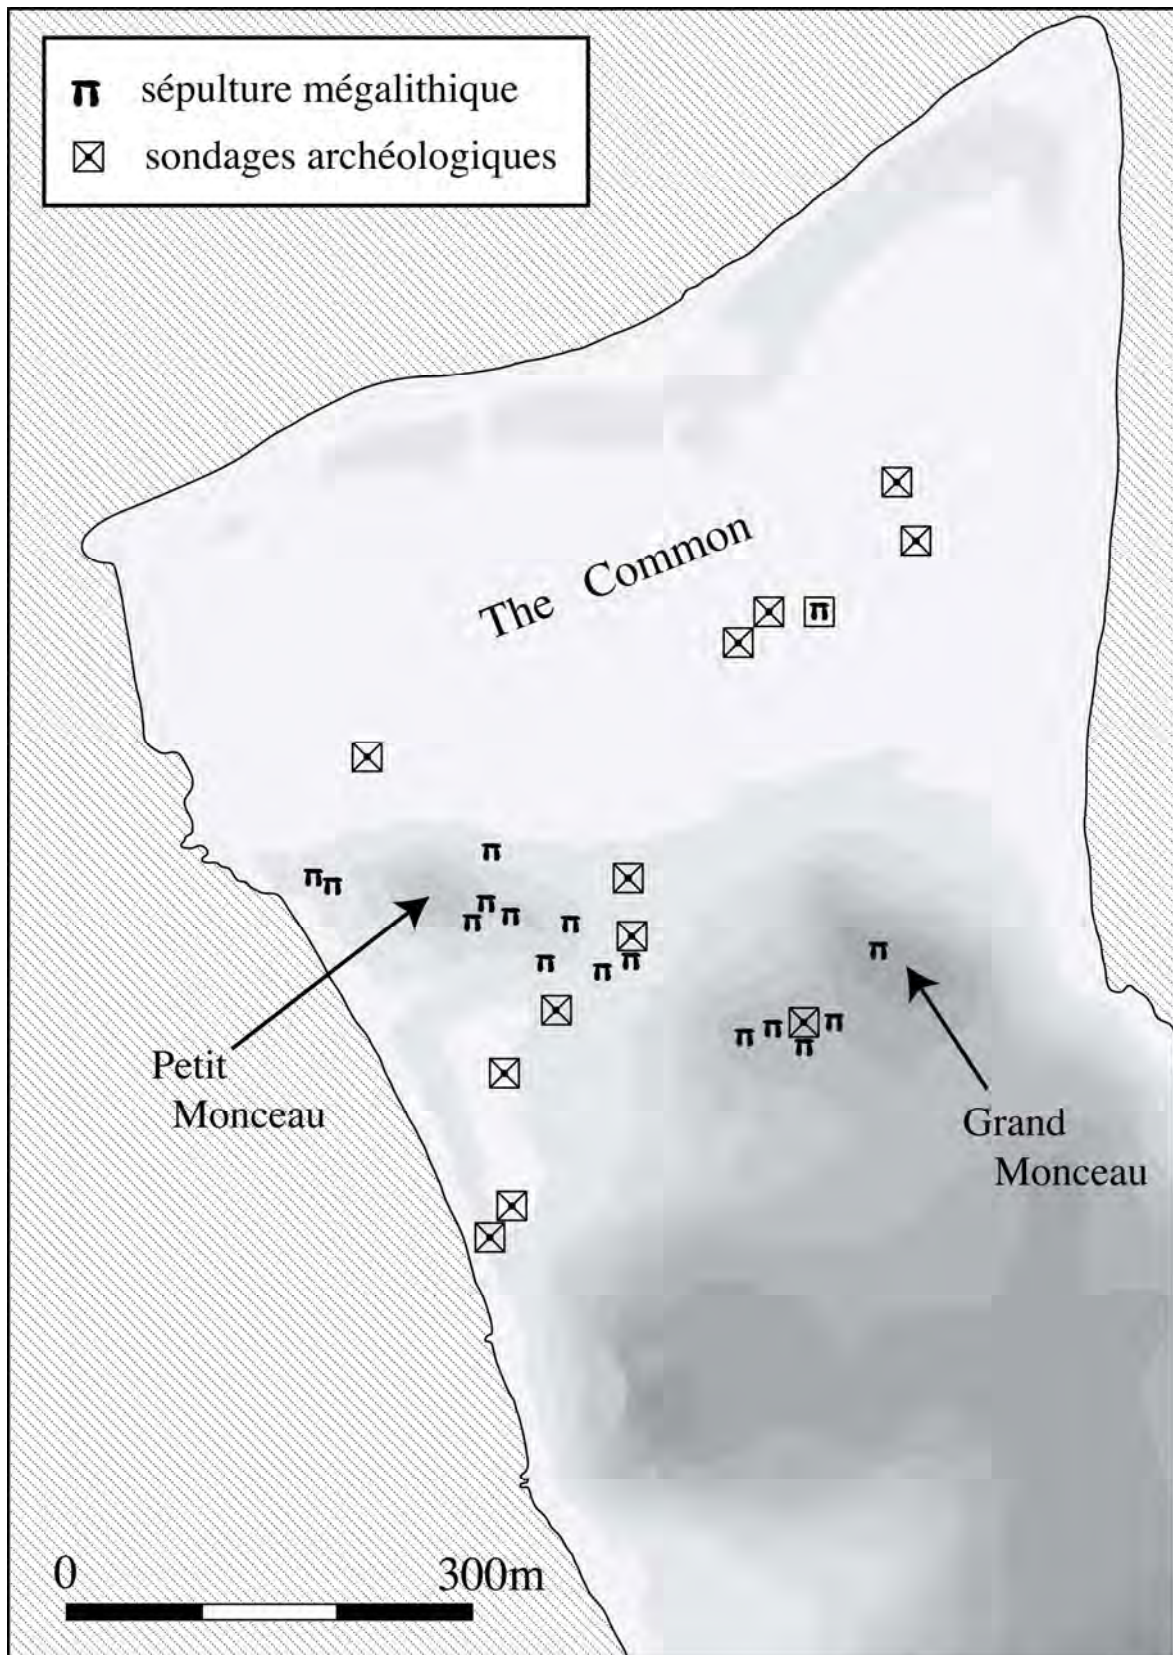 sépulture mégalithique
sondages archéologiques
The Common
Petit
Monceau
Grand
Monceau
0 300m